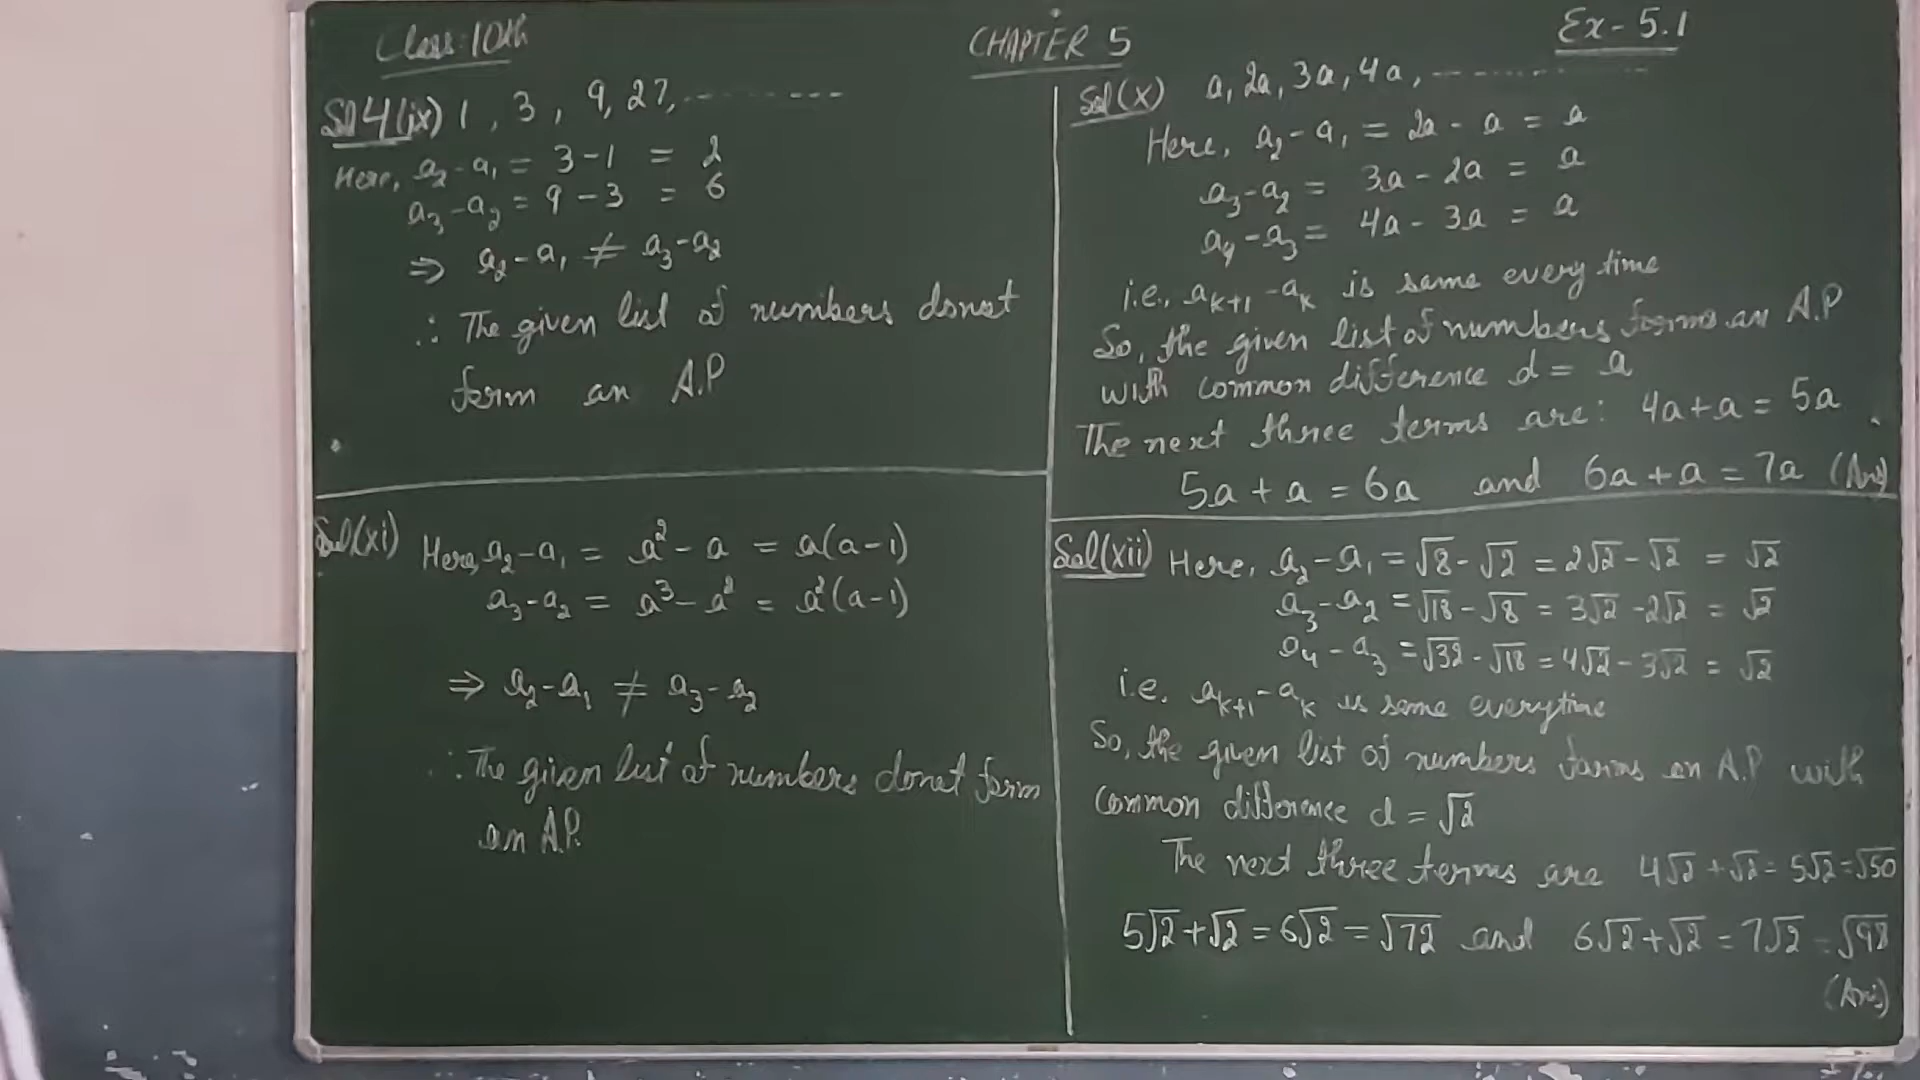 Class: 10th
CHAPTER 5
Ex - 5.1
Sol 4(ix) 1, 3, 9, 27, ---------
Here, a₂ - a₁ = 3 - 1 = 2
a₃ - a₂ = 9 - 3 = 6
⇒ a₂ - a₁ ≠ a₃ - a₂
∴ The given list of numbers donot
form an A.P
Sol(x) a, 2a, 3a, 4a, ---------
Here, a₂ - a₁ = 2a - a = a
a₃ - a₂ = 3a - 2a = a
a₄ - a₃ = 4a - 3a = a
i.e., aₖ₊₁ - aₖ is same every time
So, the given list of numbers forms an A.P
with common difference d = a
The next three terms are: 4a + a = 5a
5a + a = 6a and 6a + a = 7a (Ans)
Sol(xi) Here, a₂ - a₁ = a² - a = a(a - 1)
a₃ - a₂ = a³ - a² = a²(a - 1)
⇒ a₂ - a₁ ≠ a₃ - a₂
∴ The given list of numbers donot form
an A.P.
Sol(xii) Here, a₂ - a₁ = √8 - √2 = 2√2 - √2 = √2
a₃ - a₂ = √18 - √8 = 3√2 - 2√2 = √2
a₄ - a₃ = √32 - √18 = 4√2 - 3√2 = √2
i.e. aₖ₊₁ - aₖ is same everytime
So, the given list of numbers forms an A.P with
common difference d = √2
The next three terms are 4√2 + √2 = 5√2 = √50
5√2 + √2 = 6√2 = √72 and 6√2 + √2 = 7√2 = √98
(Ans)